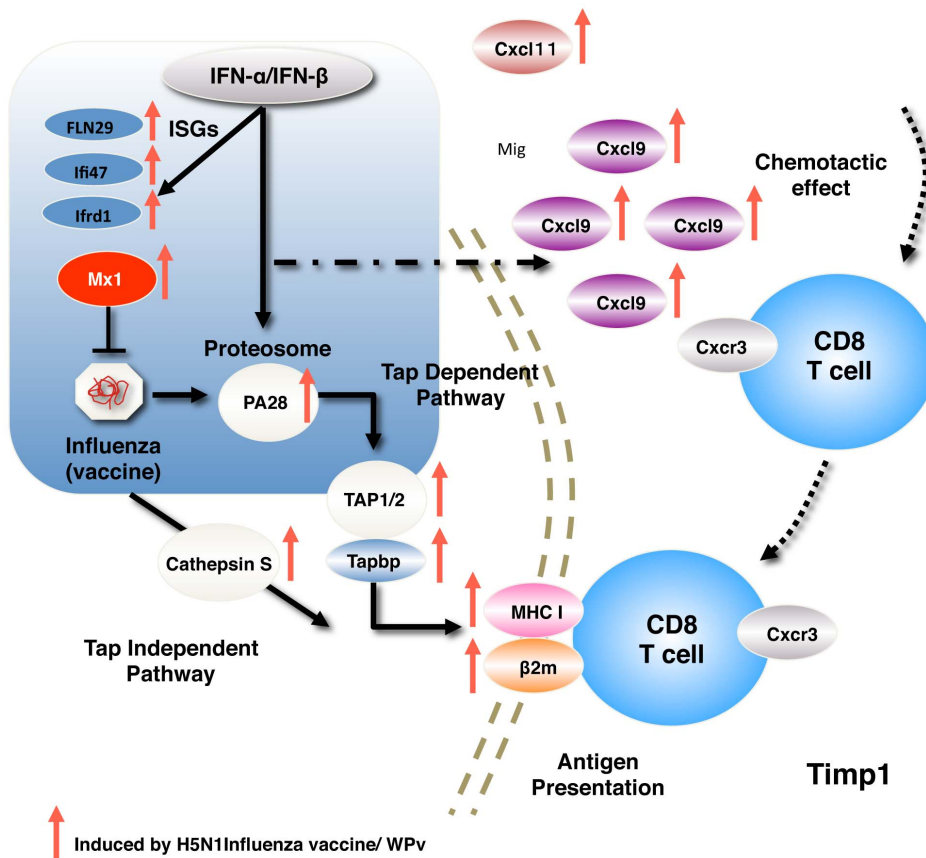 Cxcl11
IFN-α/IFN-β
FLN29
ISGs
Ifi47
Ifrd1
Mx1
Mig
Cxcl9
Cxcl9
Cxcl9
Cxcl9
Chemotactic
effect
Cxcr3
CD8
T cell
Proteosome
PA28
Tap Dependent
Pathway
Influenza
(vaccine)
TAP1/2
Tapbp
Cathepsin S
Tap Independent
Pathway
MHC I
β2m
CD8
T cell
Cxcr3
Antigen
Presentation
Timp1
Induced by H5N1Influenza vaccine/ WPv